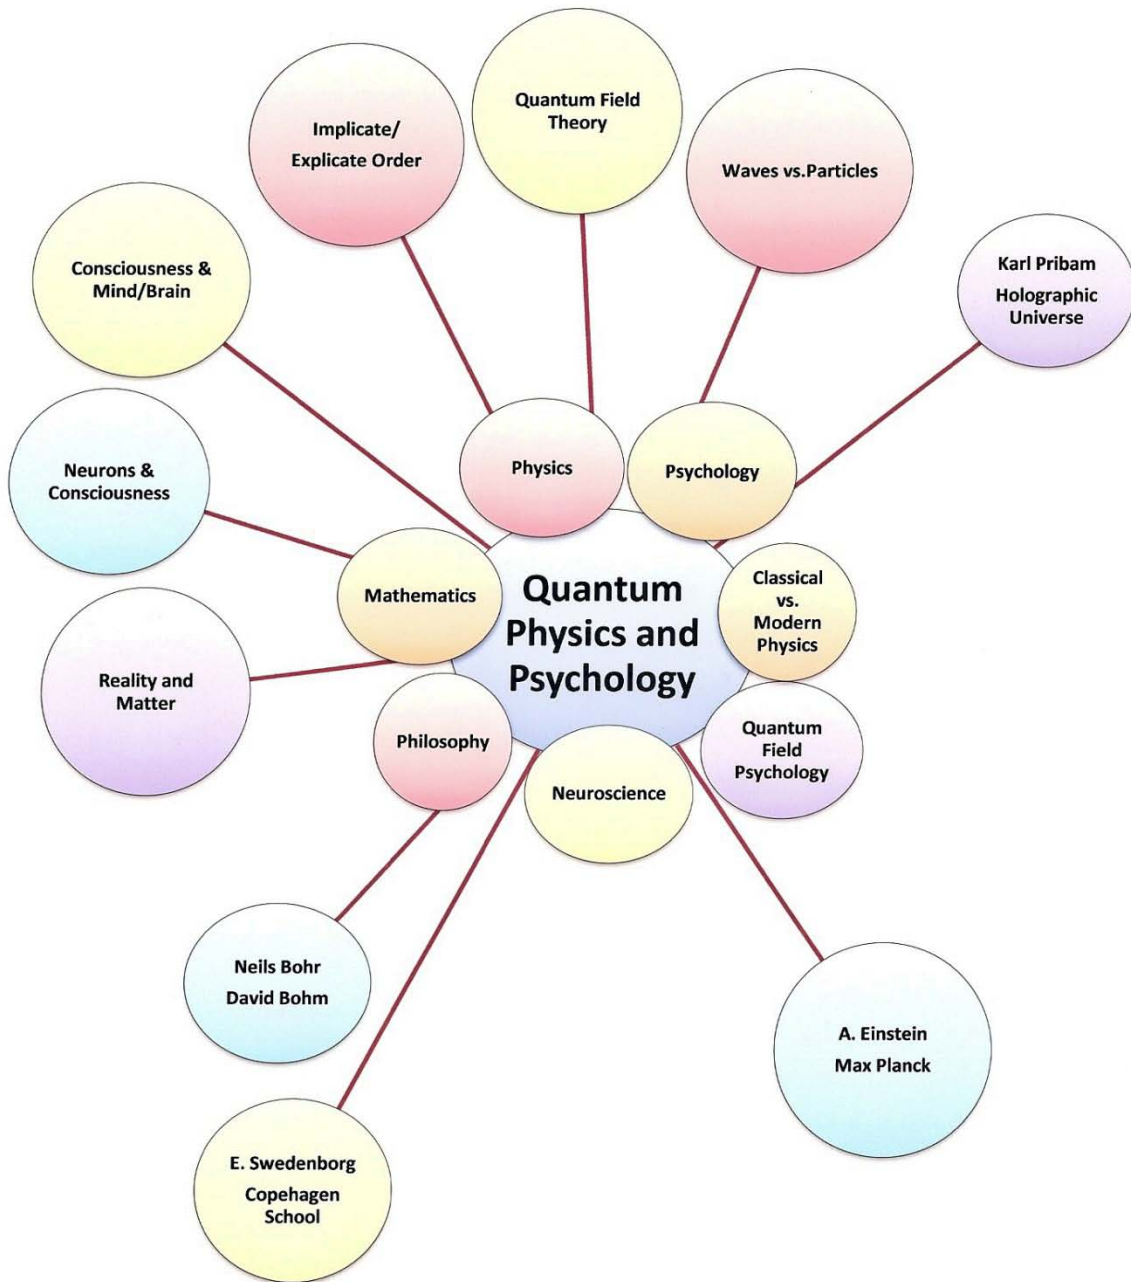 Quantum Field
Theory
Implicate/
Explicate Order
Waves vs.Particles
Consciousness &
Mind/Brain
Karl Pribam
Holographic
Universe
Neurons &
Consciousness
Physics
Psychology
Mathematics
Quantum
Physics and
Psychology
Classical
vs.
Modern
Physics
Reality and
Matter
Philosophy
Quantum
Field
Psychology
Neuroscience
Neils Bohr
David Bohm
A. Einstein
Max Planck
E. Swedenborg
Copehagen
School